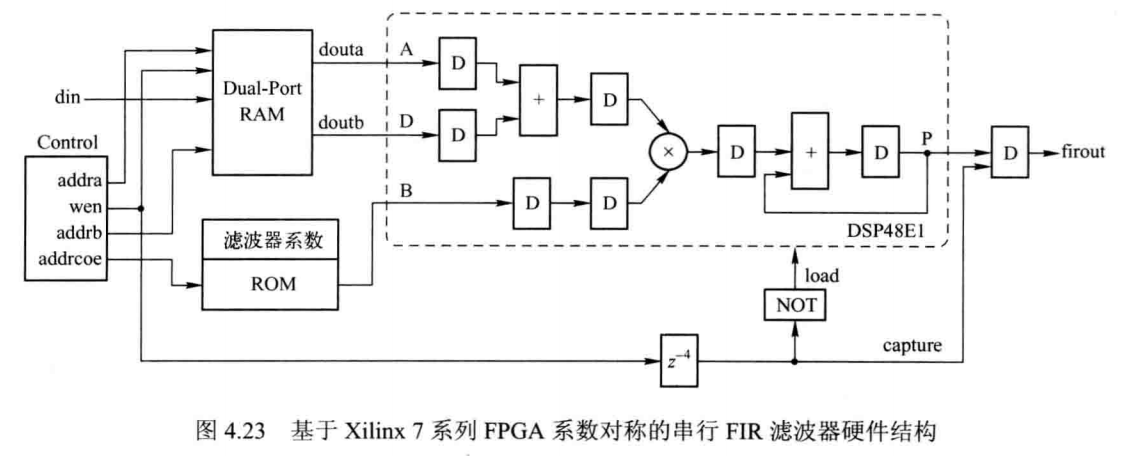 din
Control
addra
wen
addrb
addrcoe
Dual-Port
RAM
douta
doutb
滤波器系数
ROM
A
D
B
D
D
+
D
D
D
×
D
+
D
P
DSP48E1
D
firout
load
NOT
z⁻⁴
capture
图 4.23 基于 Xilinx 7 系列 FPGA 系数对称的串行 FIR 滤波器硬件结构